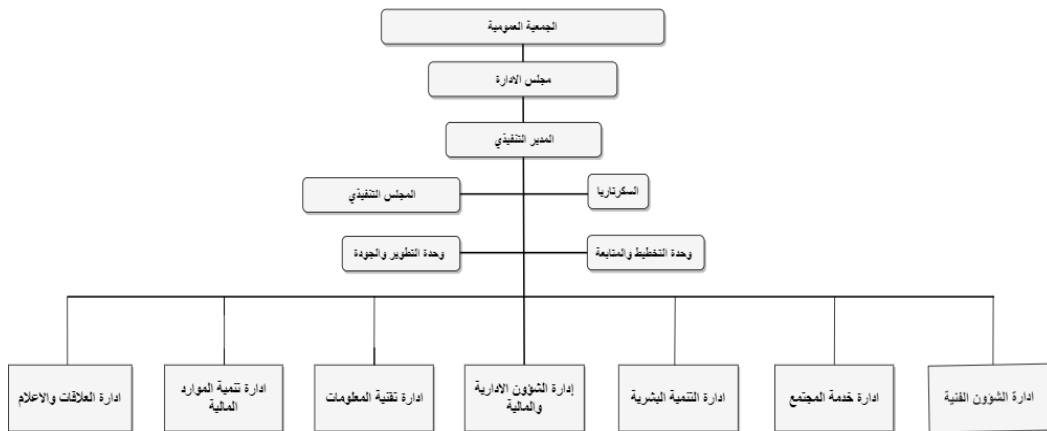 الجمعية العمومية
مجلس الادارة
المدير التنفيذي
السكرتاريا
المجلس التنفيذي
وحدة التخطيط والمتابعة
وحدة التطوير والجودة
ادارة الشؤون الفنية
ادارة خدمة المجتمع
ادارة التنمية البشرية
إدارة الشؤون الادارية
والمالية
ادارة تقنية المعلومات
ادارة تنمية الموارد
المالية
ادارة العلاقات والاعلام